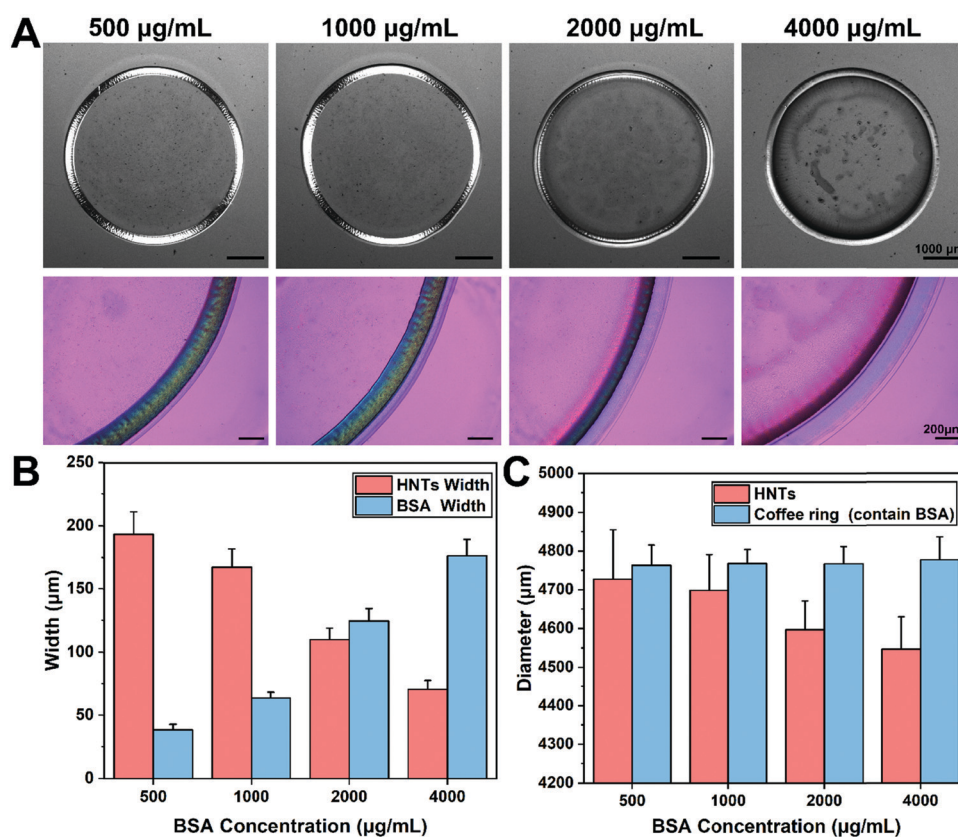 A
500 µg/mL 1000 µg/mL 2000 µg/mL 4000 µg/mL
1000 µm
200µm
B
250
200
150
100
50
0
Width (µm)
HNTs Width
BSA Width
500 1000 2000 4000
BSA Concentration (µg/mL)
C
5000
4900
4800
4700
4600
4500
4400
4300
4200
Diameter (µm)
HNTs
Coffee ring (contain BSA)
500 1000 2000 4000
BSA Concentration (µg/mL)